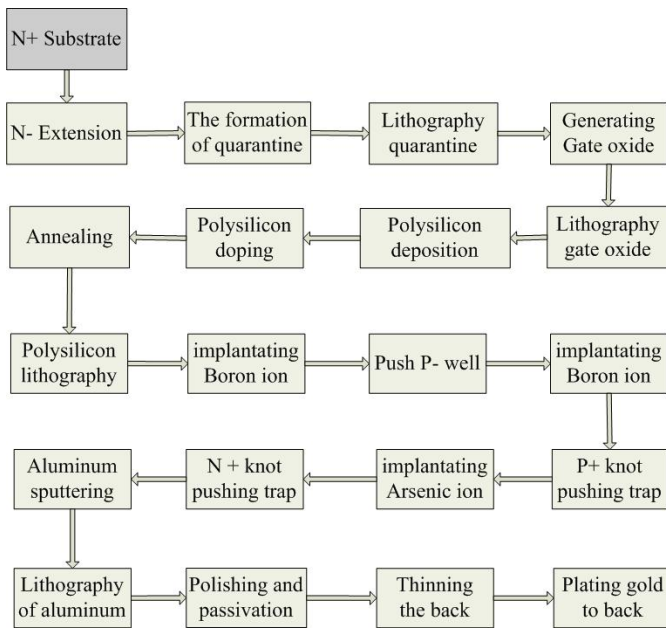 N+ Substrate
N- Extension
The formation
of quarantine
Lithography
quarantine
Generating
Gate oxide
Lithography
gate oxide
Polysilicon
deposition
Polysilicon
doping
Annealing
Polysilicon
lithography
implantating
Boron ion
Push P- well
implantating
Boron ion
P+ knot
pushing trap
implantating
Arsenic ion
N + knot
pushing trap
Aluminum
sputtering
Lithography
of aluminum
Polishing and
passivation
Thinning
the back
Plating gold
to back